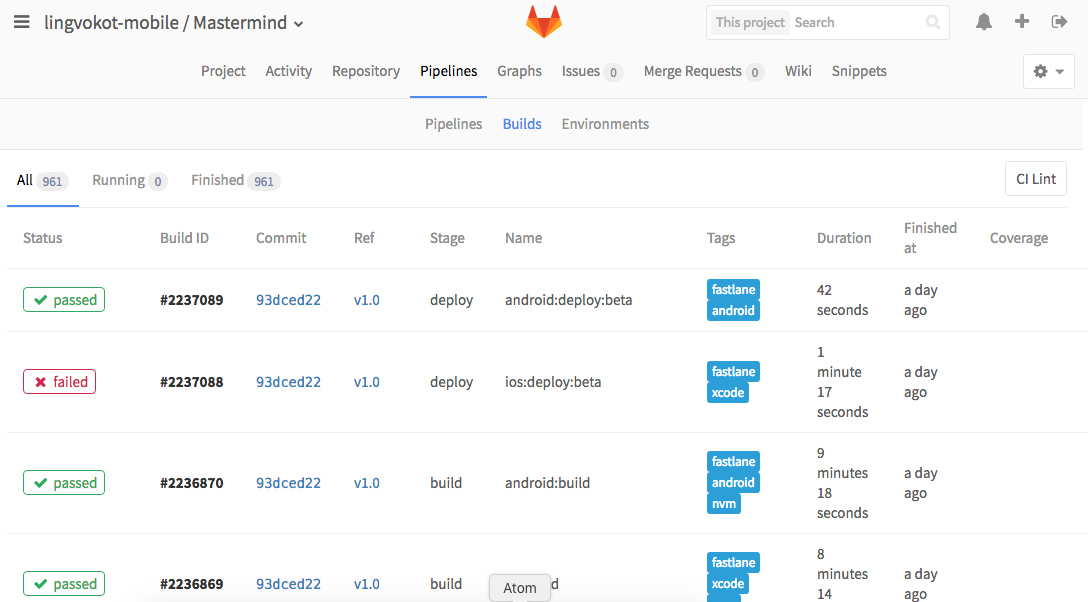 lingvokot-mobile / Mastermind
This project Search
Project Activity Repository Pipelines Graphs Issues 0 Merge Requests 0 Wiki Snippets
Pipelines Builds Environments
All 961 Running 0 Finished 961 CI Lint
Status Build ID Commit Ref Stage Name Tags Duration Finished at Coverage
passed #2237089 93dced22 v1.0 deploy android:deploy:beta fastlane android 42 seconds a day ago
failed #2237088 93dced22 v1.0 deploy ios:deploy:beta fastlane xcode 1 minute 17 seconds a day ago
passed #2236870 93dced22 v1.0 build android:build fastlane android nvm 9 minutes 18 seconds a day ago
passed #2236869 93dced22 v1.0 build fastlane xcode 8 minutes 14 a day ago
Atom